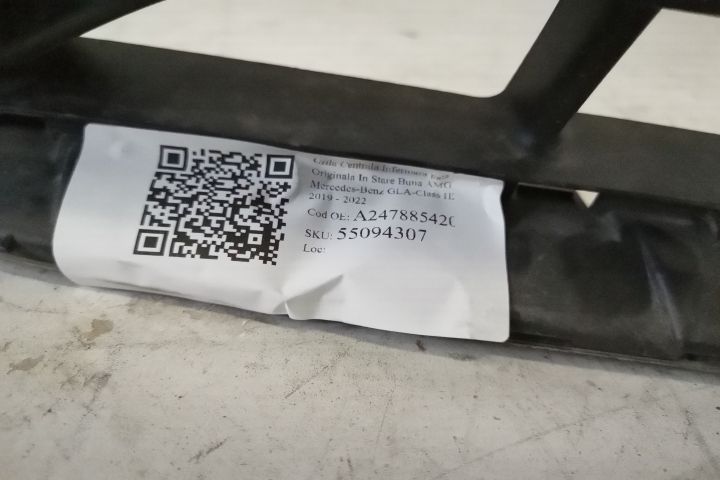 Grila Centrala Inferioara Fata
Originala In Stare Buna AMG
Mercedes-Benz GLA-Class II
2019 - 2022
Cod OE: A247885420
SKU: 55094307
Loc: